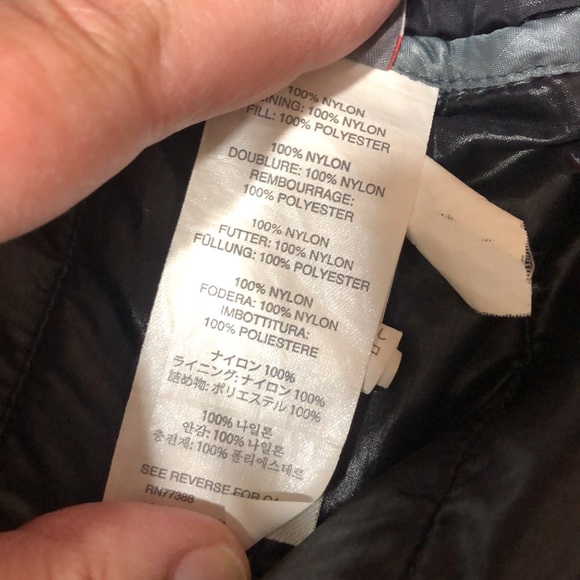 100% NYLON
LINING: 100% NYLON
FILL: 100% POLYESTER
100% NYLON
DOUBLURE: 100% NYLON
REMBOURRAGE:
100% POLYESTER
100% NYLON
FUTTER: 100% NYLON
FÜLLUNG: 100% POLYESTER
100% NYLON
FODERA: 100% NYLON
IMBOTTITURA:
100% POLIESTERE
ナイロン 100%
ライニング: ナイロン 100%
詰め物: ポリエステル 100%
100% 나일론
안감: 100% 나일론
충전제: 100% 폴리에스테르
SEE REVERSE FOR
RN77388